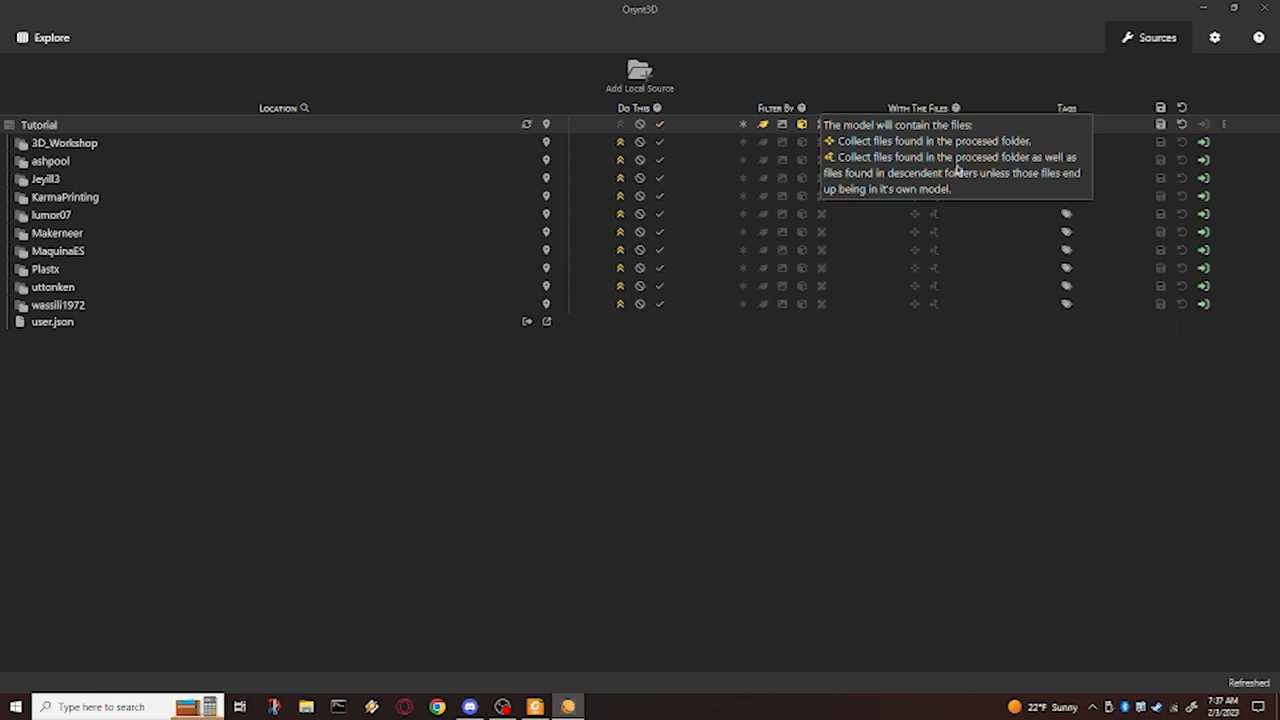 Orynt3D
Explore
Sources
Add Local Source
LOCATION
DO THIS
FILTER BY
WITH THE FILES
TAGS
Tutorial
The model will contain the files:
Collect files found in the procesed folder.
Collect files found in the procesed folder as well as
files found in descendent folders unless those files end
up being in it's own model.
3D_Workshop
ashpool
Jeyill3
KarmaPrinting
lumor07
Makerneer
MaquinaES
Plastx
uttonken
wassili1972
user.json
Refreshed
Type here to search
22°F Sunny
7:37 AM
2/3/2023